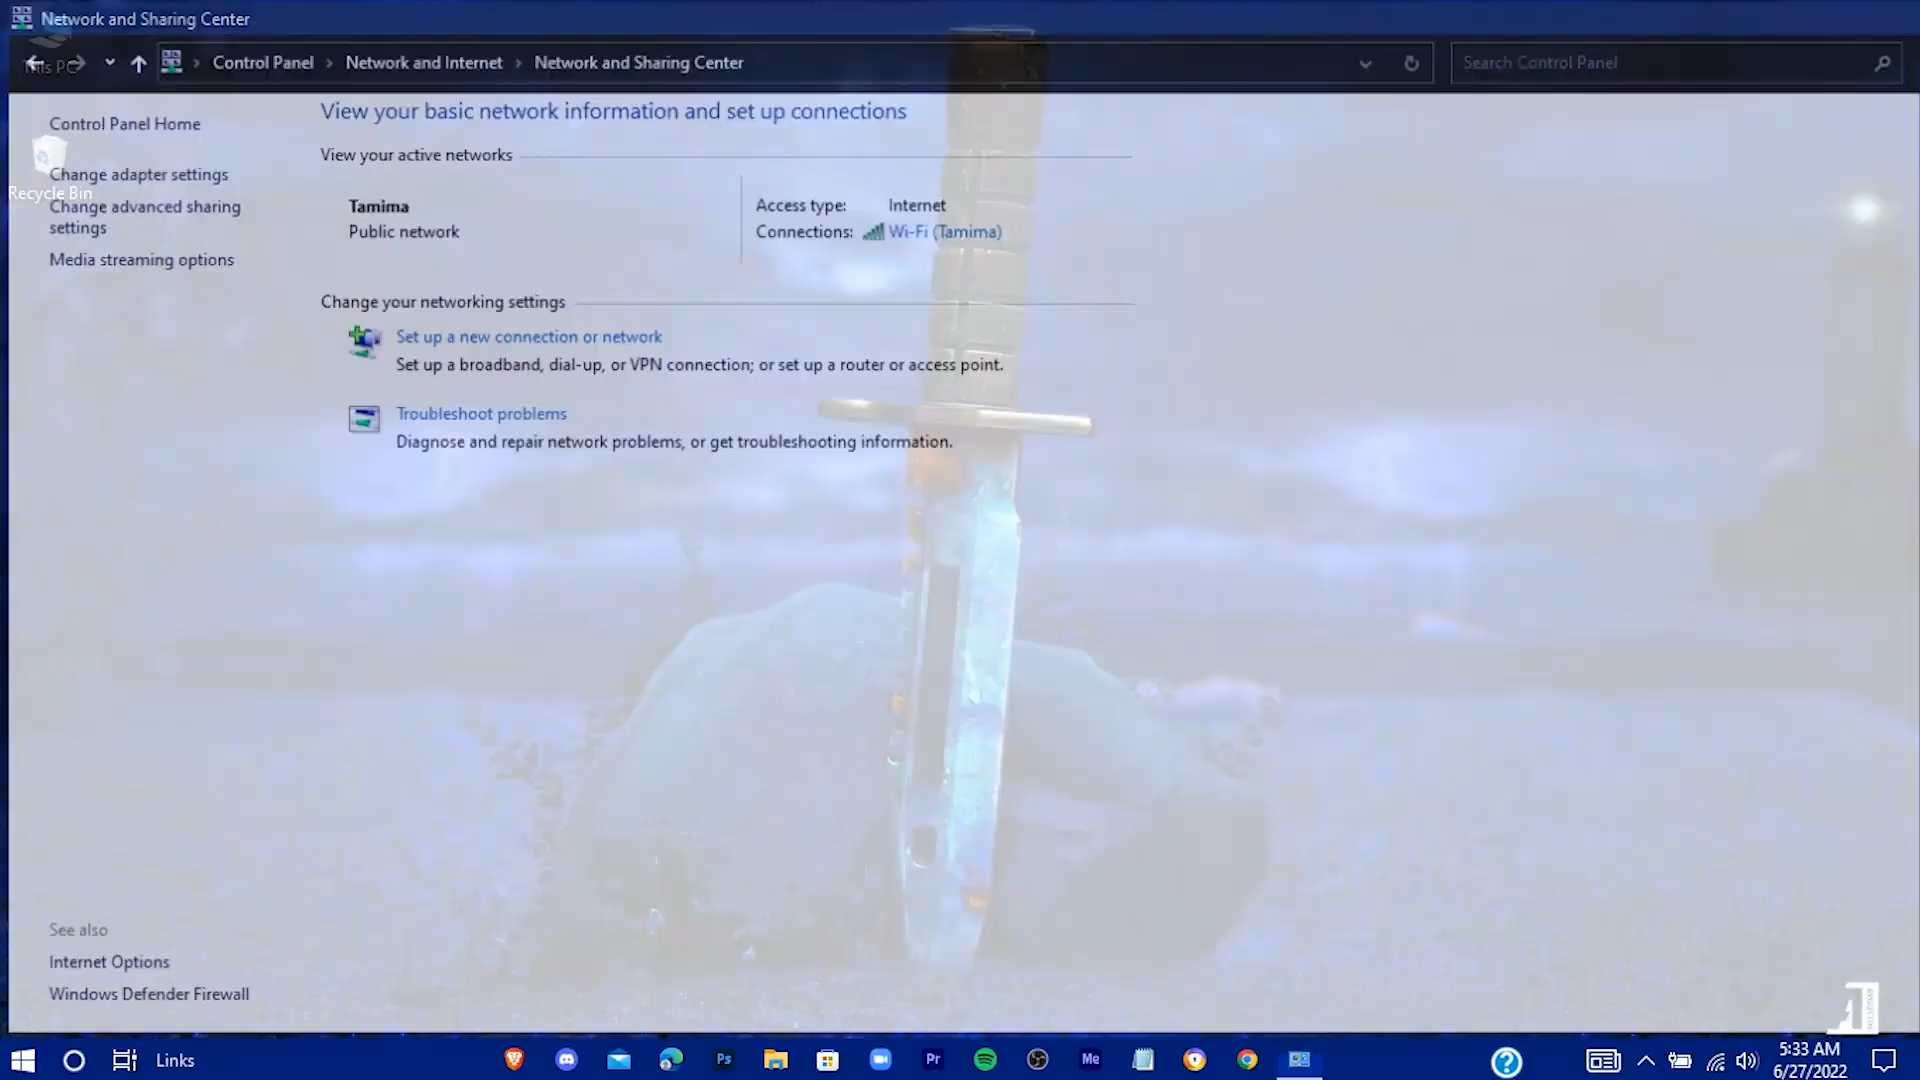 Network and Sharing Center
This PC
Control Panel
Network and Internet
Network and Sharing Center
Search Control Panel
Control Panel Home
Recycle Bin
Change adapter settings
Change advanced sharing
settings
Media streaming options
View your basic network information and set up connections
View your active networks
Tamima
Public network
Access type: Internet
Connections: Wi-Fi (Tamima)
Change your networking settings
Set up a new connection or network
Set up a broadband, dial-up, or VPN connection; or set up a router or access point.
Troubleshoot problems
Diagnose and repair network problems, or get troubleshooting information.
See also
Internet Options
Windows Defender Firewall
Links
Ps
Pr
Me
5:33 AM
6/27/2022